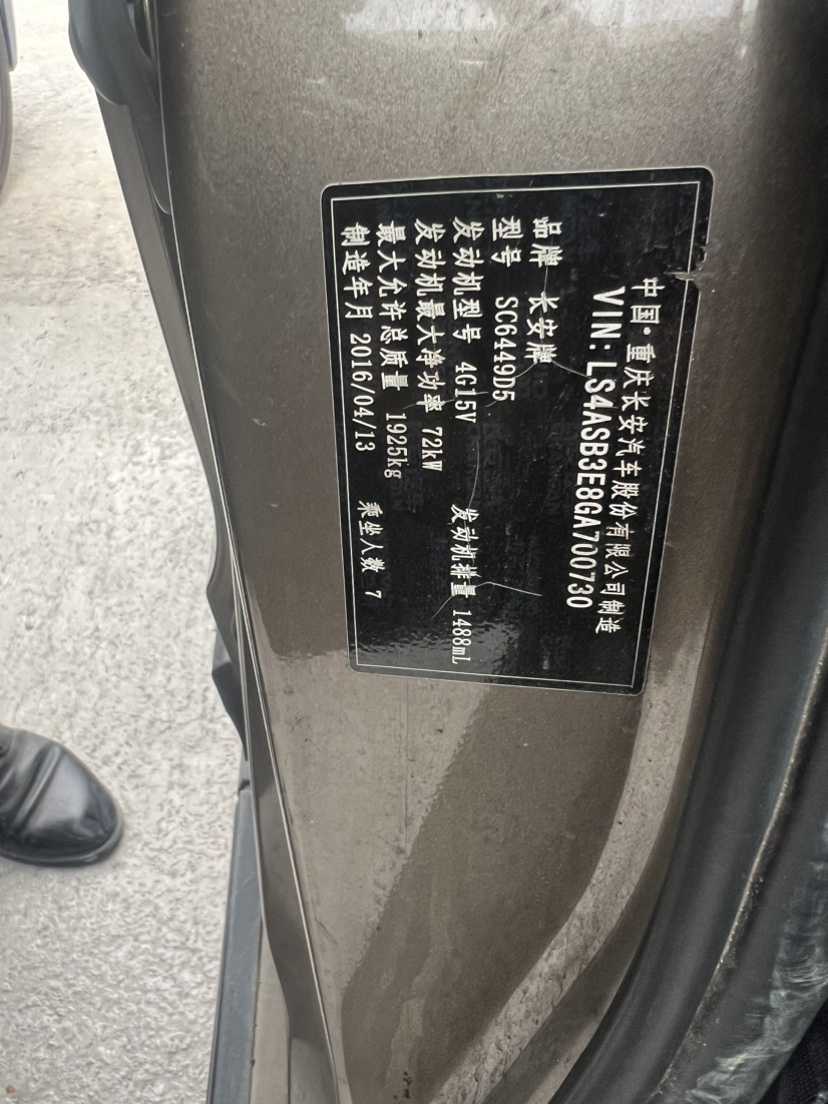 中国·重庆长安汽车股份有限公司制造
VIN:LS4ASB3E8GA700730
品牌 长安牌
型号 SC6449D5
发动机型号 4G15V 发动机排量 1488mL
发动机最大净功率 72kW
最大允许总质量 1925kg
制造年月 2016/04/13 乘坐人数 7